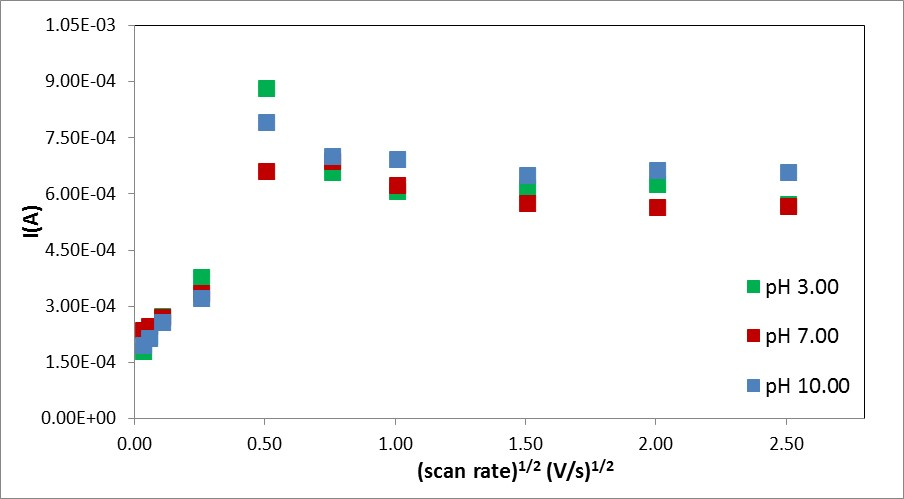 1.05E-03
9.00E-04
7.50E-04
6.00E-04
4.50E-04
3.00E-04
1.50E-04
0.00E+00
I(A)
pH 3.00
pH 7.00
pH 10.00
0.00 0.50 1.00 1.50 2.00 2.50
(scan rate)1/2 (V/s)1/2